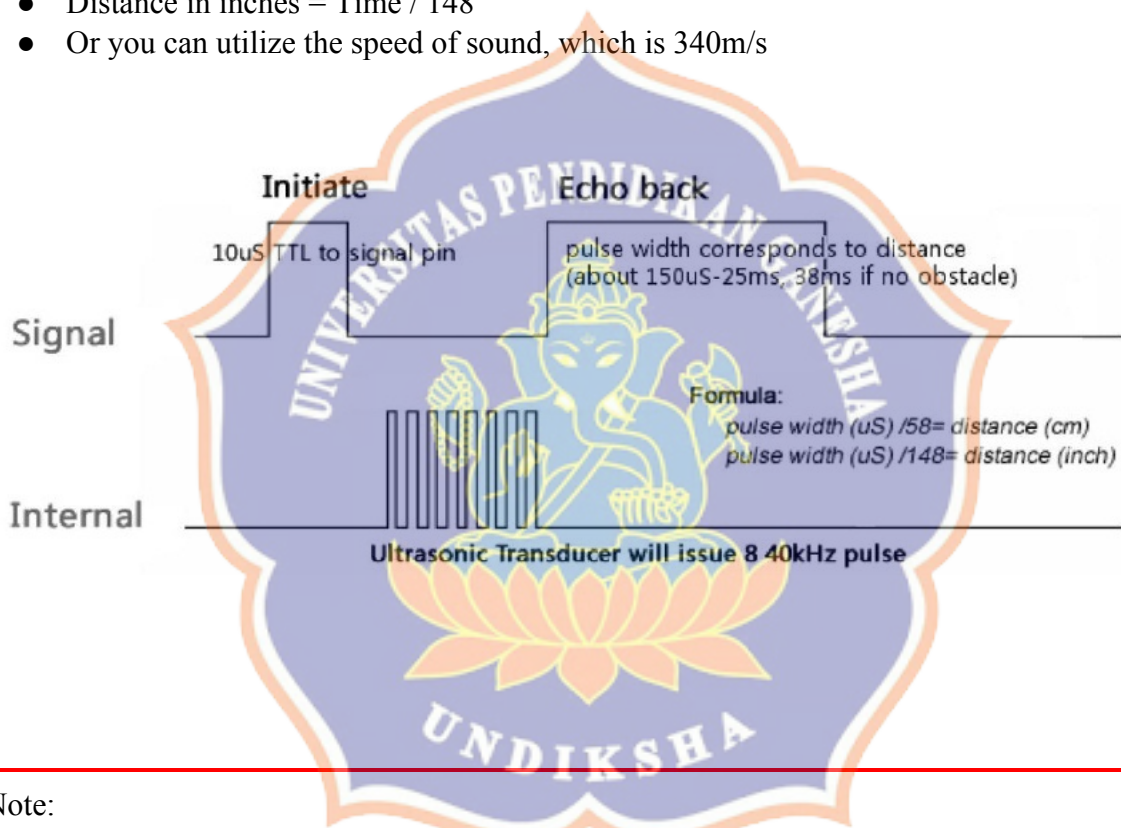 ● Distance in inches = Time / 148
● Or you can utilize the speed of sound, which is 340m/s
UNIVERSITAS PENDIDIKAN GANESHA
Initiate
Echo back
10uS TTL to signal pin
pulse width corresponds to distance
(about 150uS-25ms, 38ms if no obstacle)
Signal
Formula:
pulse width (uS) /58= distance (cm)
pulse width (uS) /148= distance (inch)
Internal
Ultrasonic Transducer will issue 8 40kHz pulse
UNDIKSHA
Note: